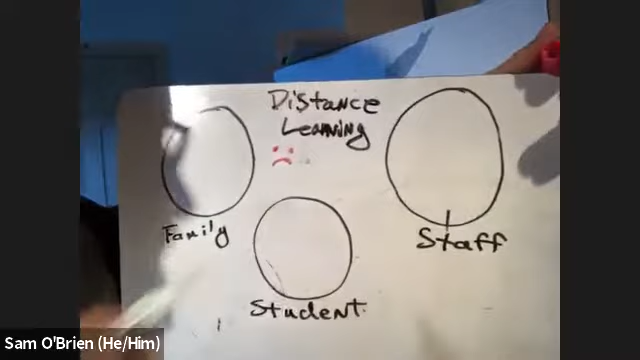 Distance
Learning
Family
Staff
Student
Sam O'Brien (He/Him)